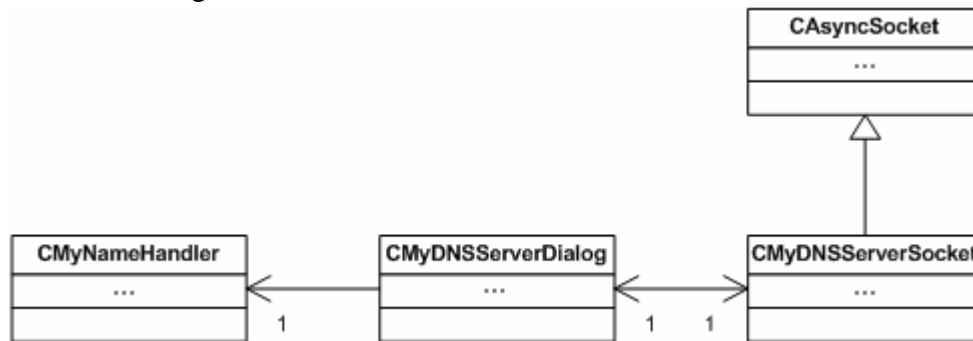 CAsyncSocket
...
CMyNameHandler
CMyDNSServerDialog
CMyDNSServerSocket
...
...
...
1
1
1